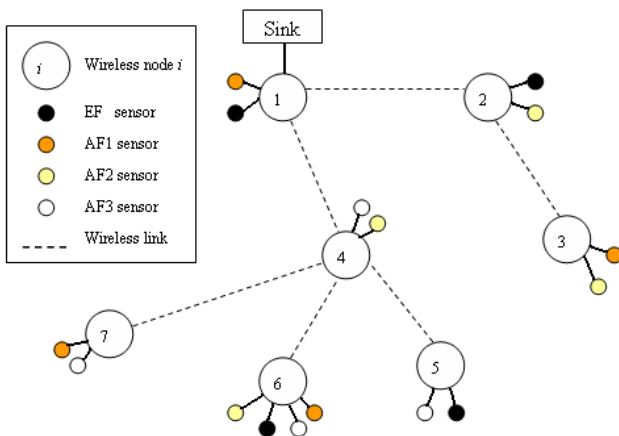 Sink
i Wireless node i
EF sensor
AF1 sensor
AF2 sensor
AF3 sensor
Wireless link
1
2
3
4
5
6
7